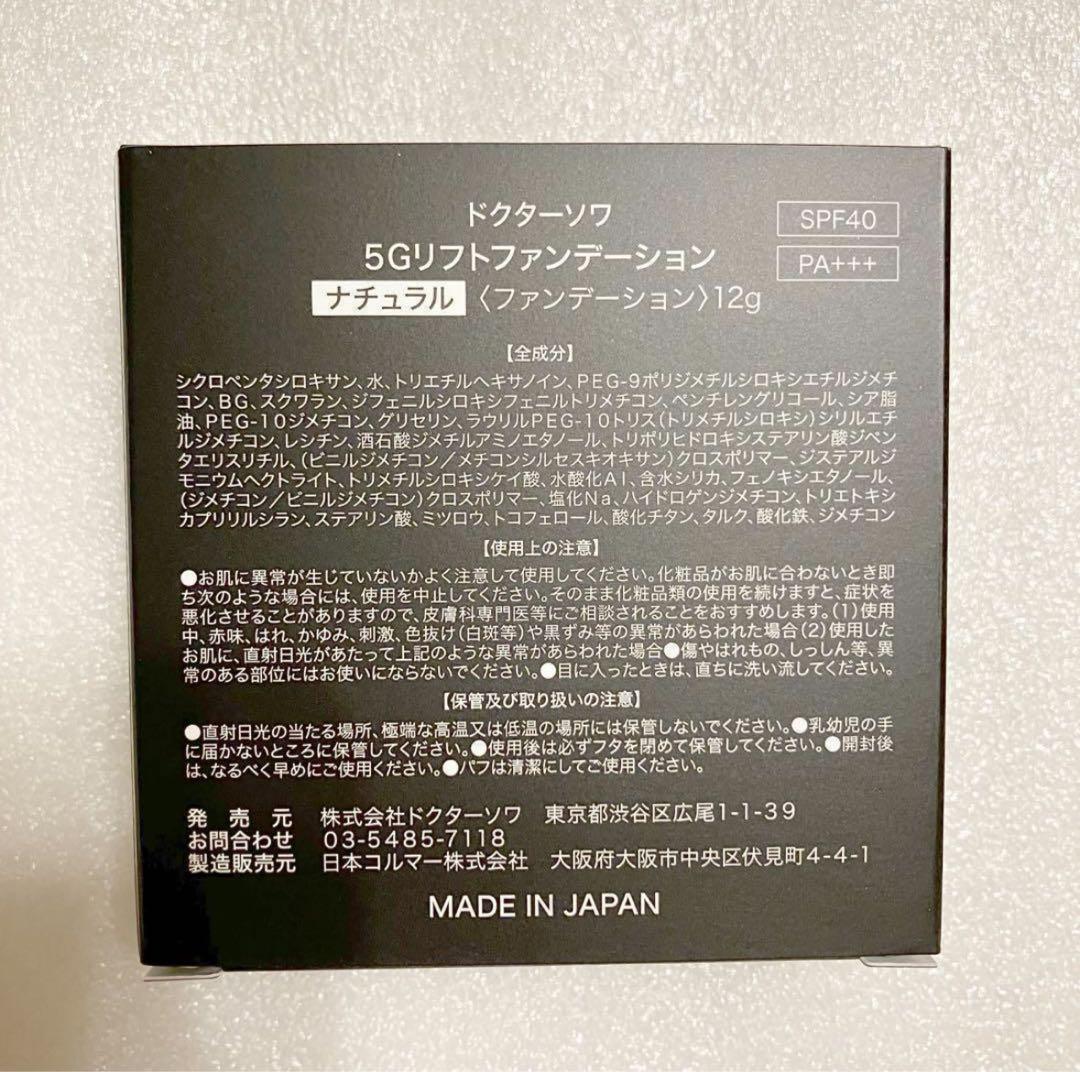 ドクターソワ
SPF40
5Gリフトファンデーション
PA+++
ナチュラル 〈ファンデーション〉12g
【全成分】
シクロペンタシロキサン、水、トリエチルヘキサノイン、PEG-9ポリジメチルシロキシエチルジメチ
コン、BG、スクワラン、ジフェニルシロキシフェニルトリメチコン、ペンチレングリコール、シア脂
油、PEG-10ジメチコン、グリセリン、ラウリルPEG-10トリス(トリメチルシロキシ)シリルエチ
ルジメチコン、レシチン、酒石酸ジメチルアミノエタノール、トリポリヒドロキシステアリン酸ジペン
タエリスリチル、(ビニルジメチコン/メチコンシルセスキオキサン)クロスポリマー、ジステアルジ
モニウムヘクトライト、トリメチルシロキシケイ酸、水酸化Al、含水シリカ、フェノキシエタノール、
(ジメチコン/ビニルジメチコン)クロスポリマー、塩化Na、ハイドロゲンジメチコン、トリエトキシ
カプリリルシラン、ステアリン酸、ミツロウ、トコフェロール、酸化チタン、タルク、酸化鉄、ジメチコン
【使用上の注意】
●お肌に異常が生じていないかよく注意して使用してください。化粧品がお肌に合わないとき即
ち次のような場合には、使用を中止してください。そのまま化粧品類の使用を続けますと、症状を
悪化させることがありますので、皮膚科専門医等にご相談されることをおすすめします。(1)使用
中、赤味、はれ、かゆみ、刺激、色抜け(白斑等)や黒ずみ等の異常があらわれた場合(2)使用した
お肌に、直射日光があたって上記のような異常があらわれた場合●傷やはれもの、しっしん等、異
常のある部位にはお使いにならないでください。●目に入ったときは、直ちに洗い流してください。
【保管及び取り扱いの注意】
●直射日光の当たる場所、極端な高温又は低温の場所には保管しないでください。●乳幼児の手
に届かないところに保管してください。●使用後は必ずフタを閉めて保管してください。●開封後
は、なるべく早めにご使用ください。●パフは清潔にしてご使用ください。
発売元 株式会社ドクターソワ 東京都渋谷区広尾1-1-39
お問合わせ 03-5485-7118
製造販売元 日本コルマー株式会社 大阪府大阪市中央区伏見町4-4-1
MADE IN JAPAN